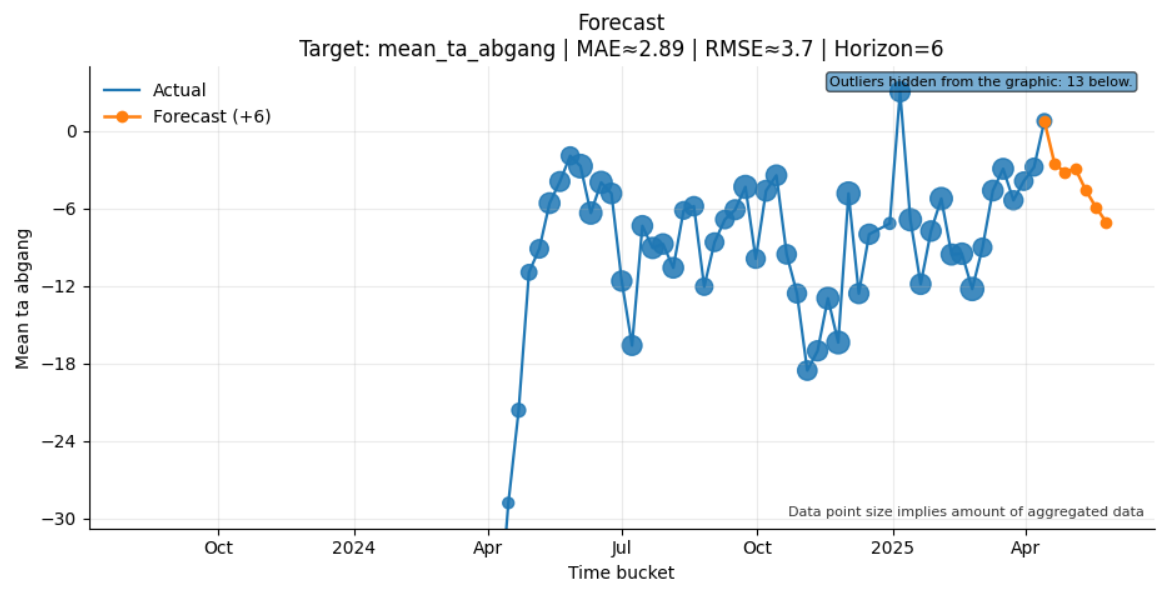 Forecast
Target: mean_ta_abgang | MAE≈2.89 | RMSE≈3.7 | Horizon=6
Outliers hidden from the graphic: 13 below.
Actual
Forecast (+6)
0
−6
−12
−18
−24
−30
Mean ta abgang
Data point size implies amount of aggregated data
Oct 2024 Apr Jul Oct 2025 Apr
Time bucket